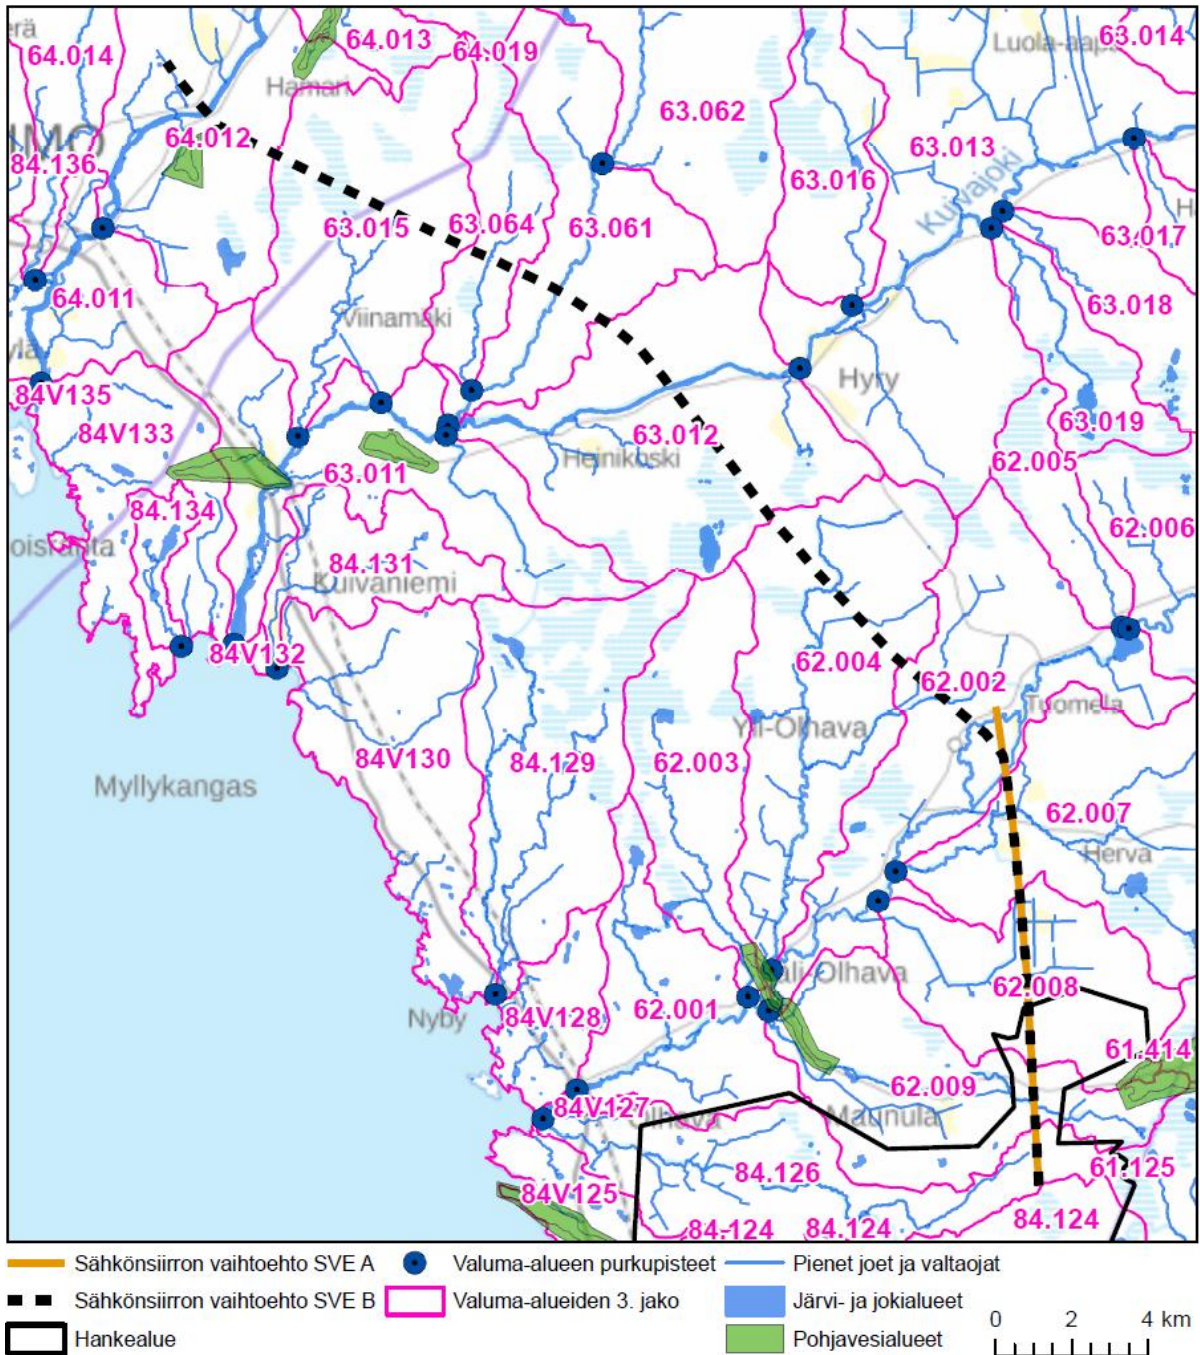 erä
64.014
64.013
64.019
63.014
Luola-aapa
Hamari
63.062
64.012
63.013
IMO
84.136
63.016
Kuivajoki
H
63.015
63.064
63.061
63.017
64.011
63.018
Viinamäki
ylä
84V135
Hyry
84V133
63.012
63.019
Heinikoski
62.005
63.011
84.134
62.006
oisranta
84.131
Kuivaniemi
84V132
62.004
62.002
Tuomela
Yli-Olhava
84V130
84.129
62.003
Myllykangas
62.007
Herva
ali-Olhava
62.008
Nyby
84V128
62.001
61.414
62.009
84V127
Olhava
Maunula
84.126
61.125
84V125
84.124
84.124
84.124
Sähkönsiirron vaihtoehto SVE A
Valuma-alueen purkupisteet
Pienet joet ja valtaojat
Sähkönsiirron vaihtoehto SVE B
Valuma-alueiden 3. jako
Järvi- ja jokialueet
Hankealue
Pohjavesialueet
0 2 4 km